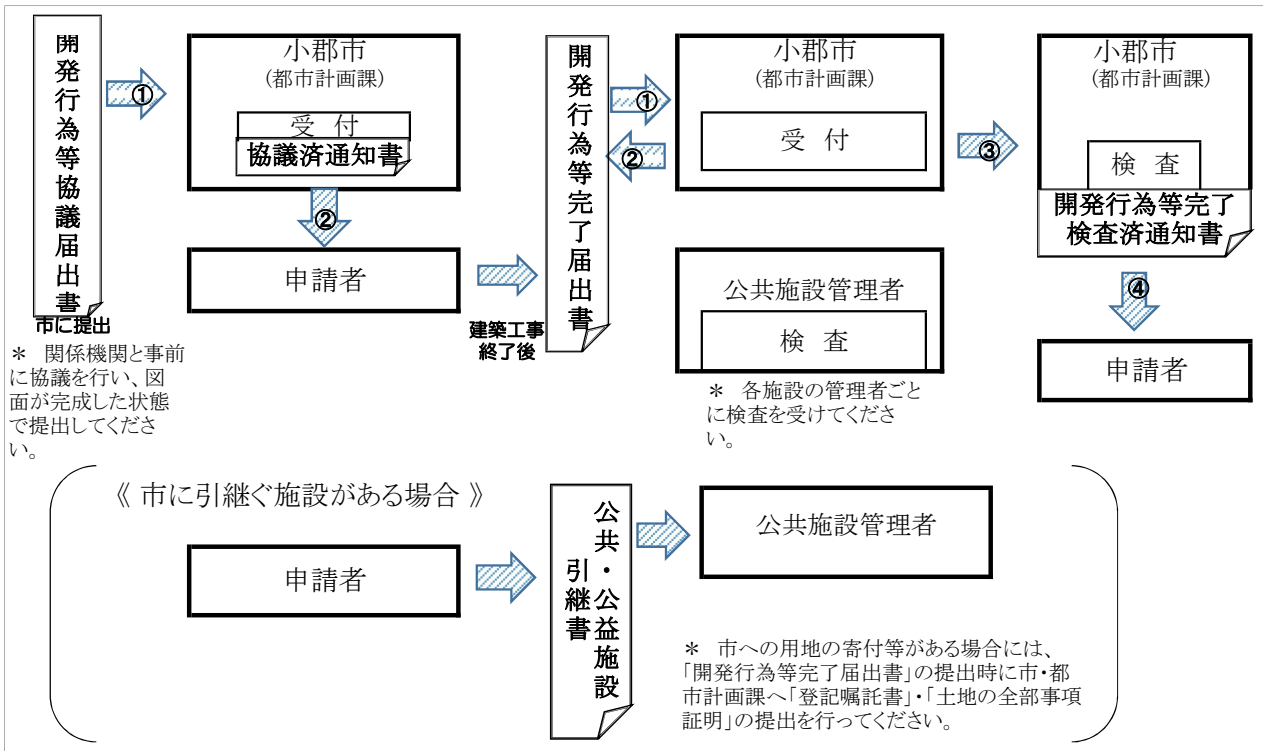 開発行為等協議届出書
市に提出
＊　関係機関と事前
に協議を行い、図
面が完成した状態
で提出してくださ
い。
①
小郡市
(都市計画課)
受　付
協議済通知書
②
申請者
建築工事
終了後
開発行為等完了届出書
①
②
小郡市
(都市計画課)
受　付
公共施設管理者
検　査
＊　各施設の管理者ごと
に検査を受けてくださ
い。
③
小郡市
(都市計画課)
検　査
開発行為等完了
検査済通知書
④
申請者
《 市に引継ぐ施設がある場合 》
申請者
公共・公益施設
引継書
公共施設管理者
＊　市への用地の寄付等がある場合には、
「開発行為等完了届出書」の提出時に市・都
市計画課へ「登記嘱託書」・「土地の全部事項
証明」の提出を行ってください。